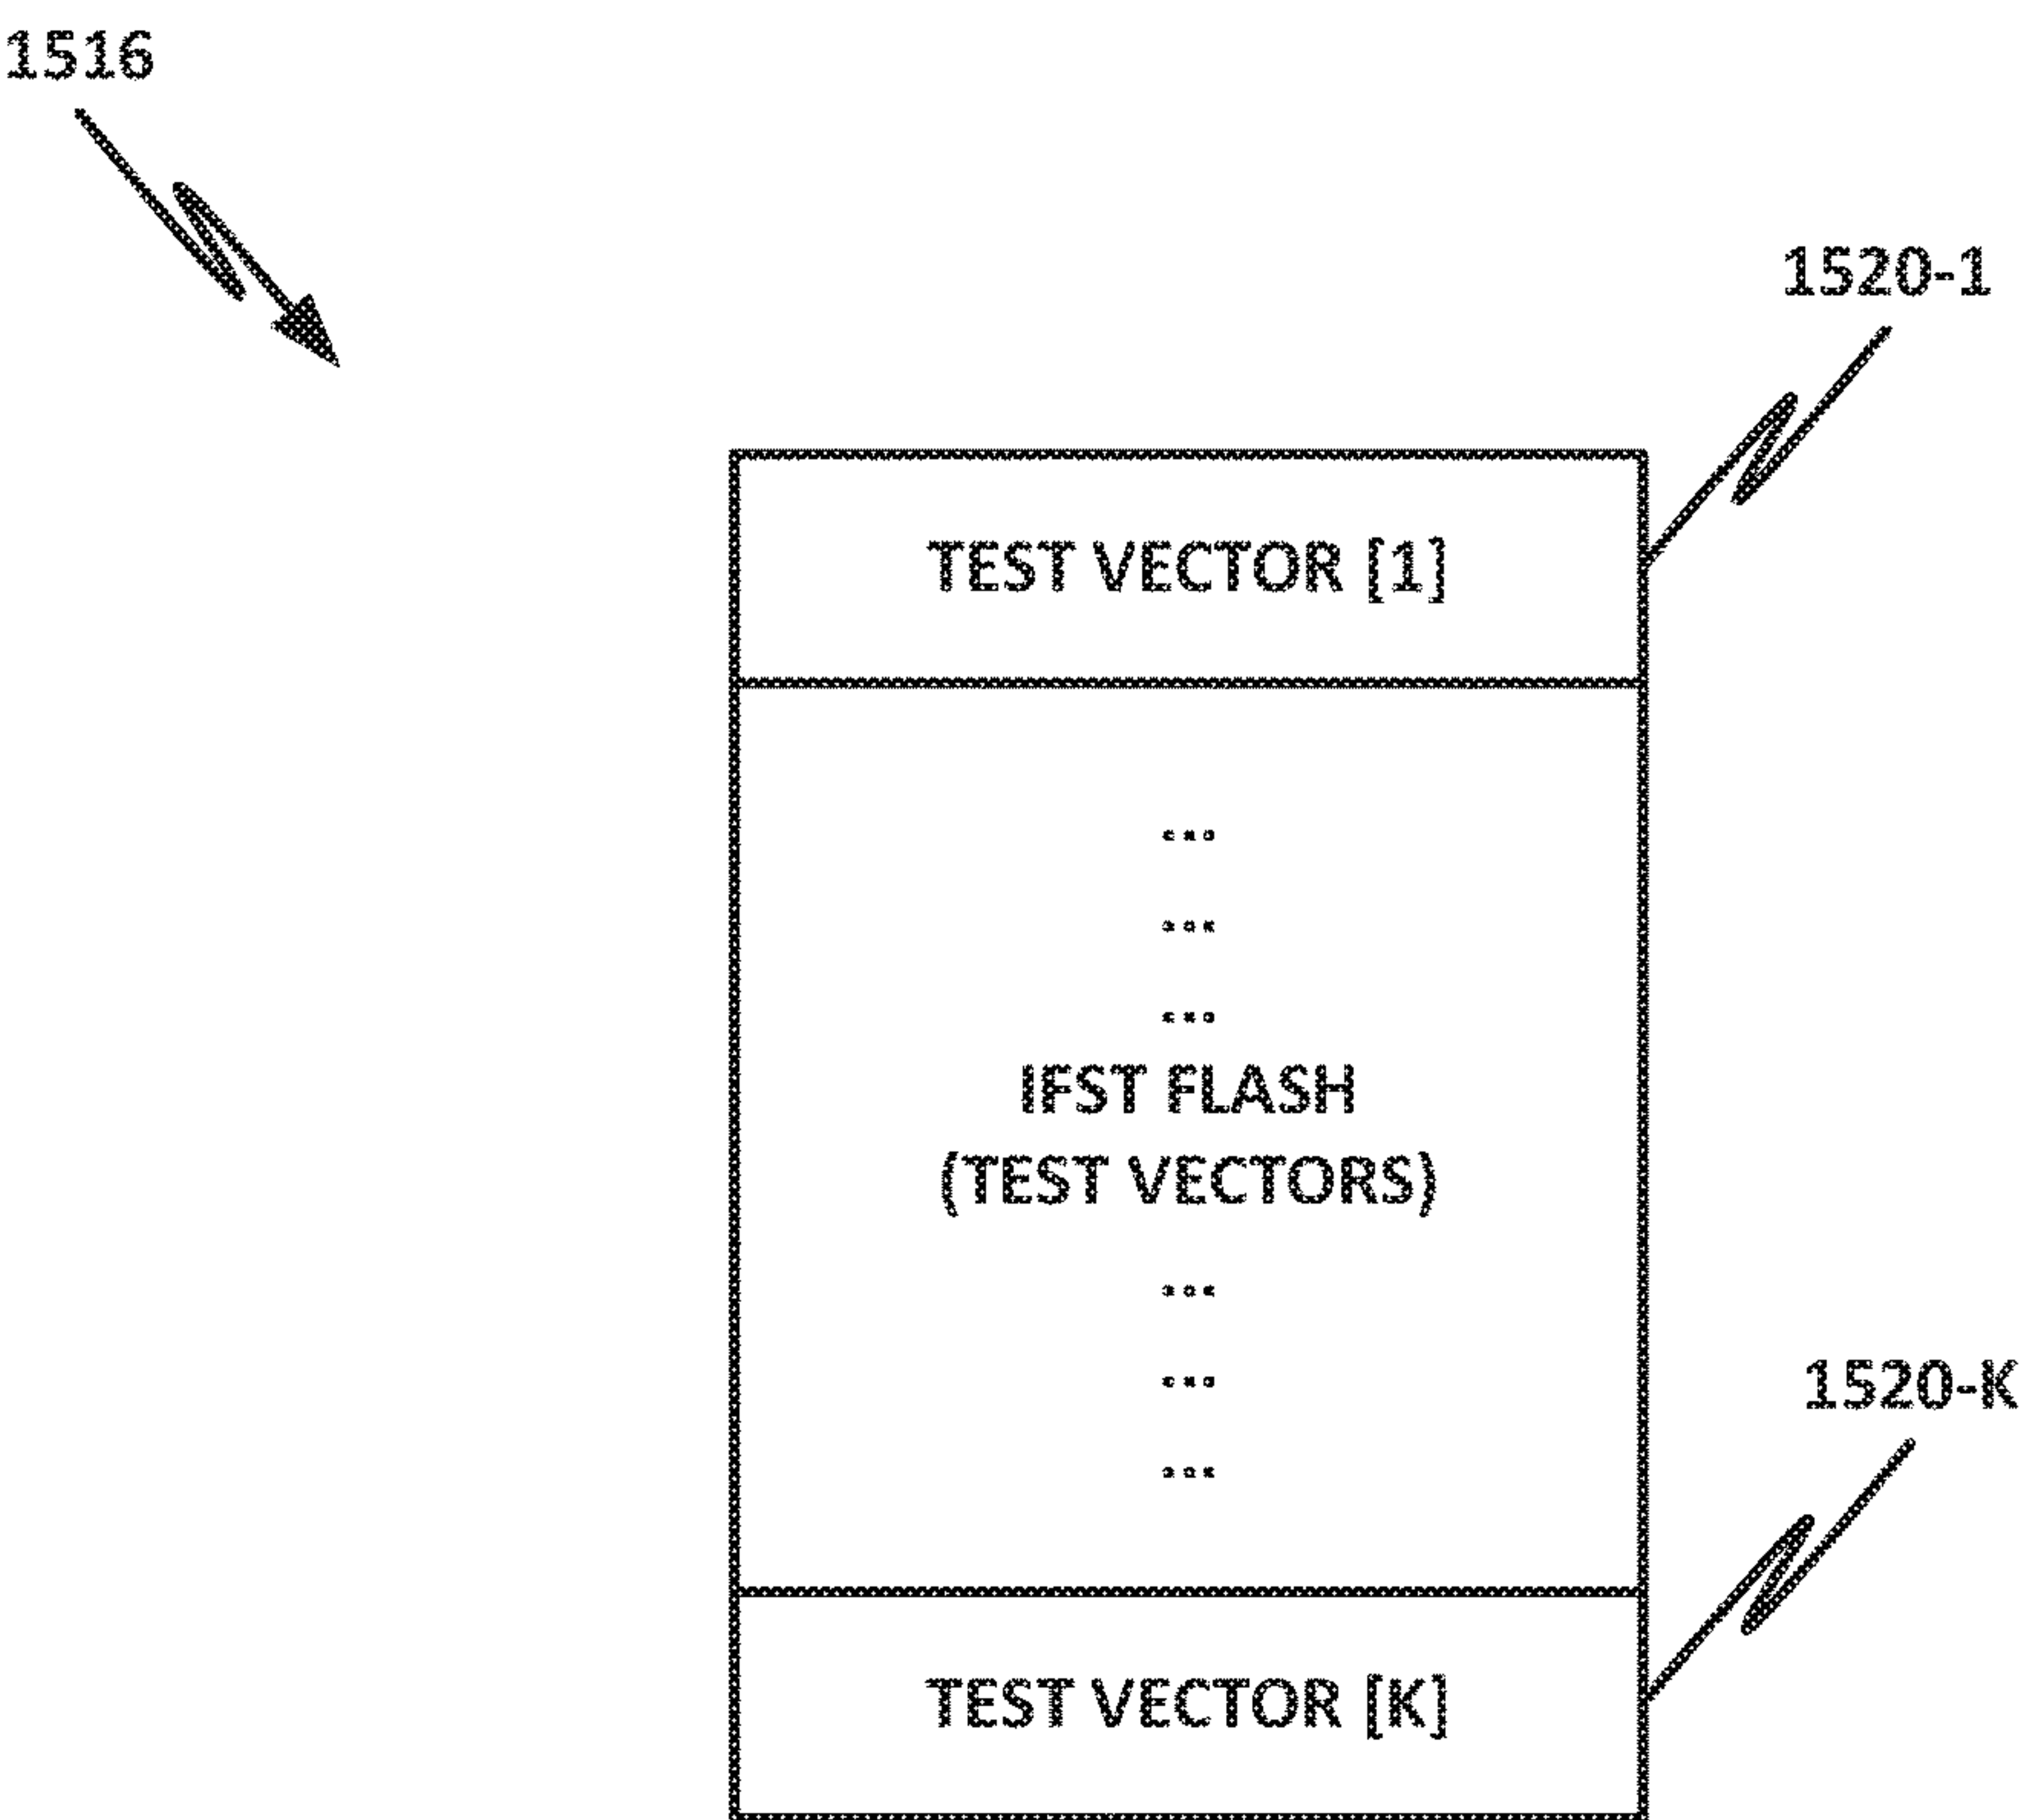 1516
1520-1
TEST VECTOR [1]
...
...
...
IFST FLASH
(TEST VECTORS)
...
...
...
1520-K
TEST VECTOR [K]